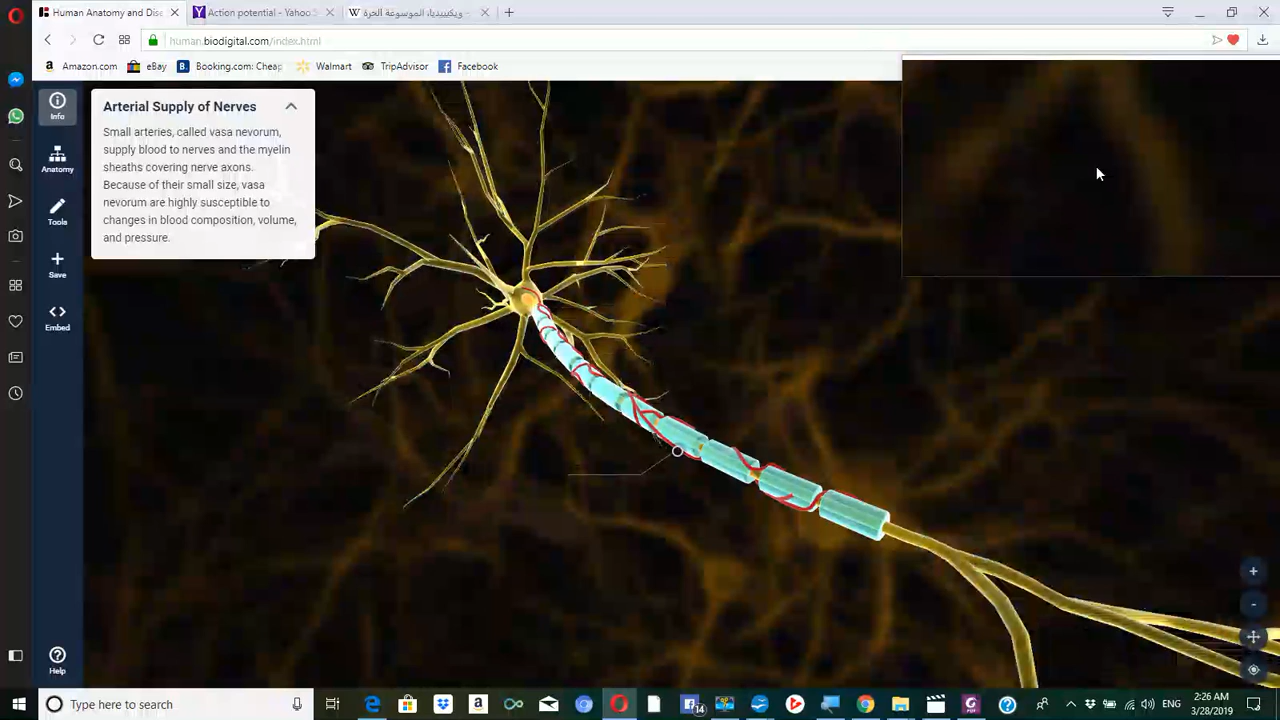 Human Anatomy and Dise
Action potential - Yahoo S
ويكيبيديا، الموسوعة الحرة -
human.biodigital.com/index.html
Amazon.com
eBay
Booking.com: Cheap
Walmart
TripAdvisor
Facebook
Info
Anatomy
Tools
Save
Embed
Help
Arterial Supply of Nerves
Small arteries, called vasa nevorum,
supply blood to nerves and the myelin
sheaths covering nerve axons.
Because of their small size, vasa
nevorum are highly susceptible to
changes in blood composition, volume,
and pressure.
Type here to search
14
ENG
2:26 AM
3/28/2019